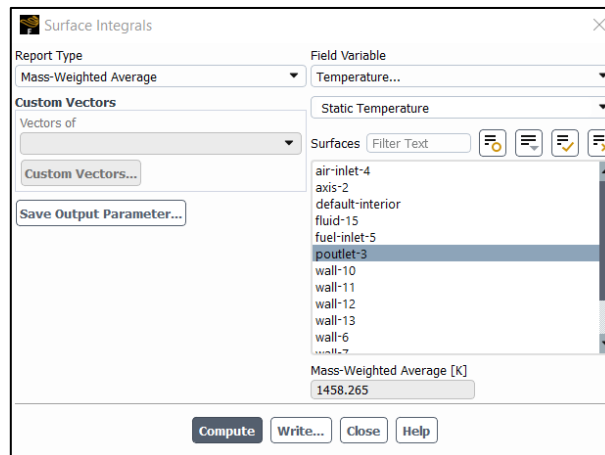 Surface Integrals
Report Type
Mass-Weighted Average
Custom Vectors
Vectors of
Custom Vectors...
Save Output Parameter...
Field Variable
Temperature...
Static Temperature
Surfaces Filter Text
air-inlet-4
axis-2
default-interior
fluid-15
fuel-inlet-5
poutlet-3
wall-10
wall-11
wall-12
wall-13
wall-6
wall-7
Mass-Weighted Average [K]
1458.265
Compute Write... Close Help